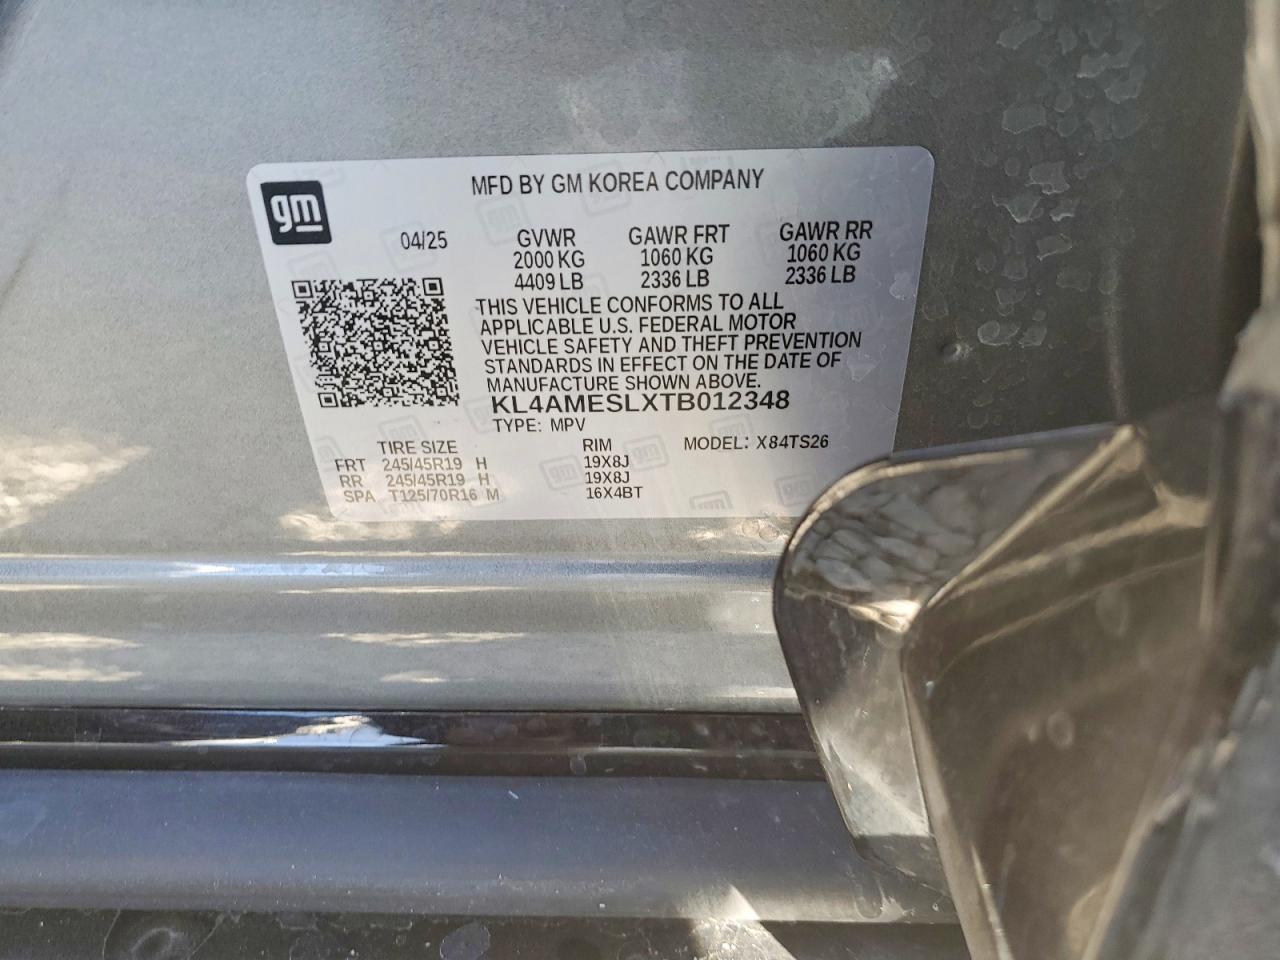 gm
MFD BY GM KOREA COMPANY
04/25
GVWR GAWR FRT GAWR RR
2000 KG 1060 KG 1060 KG
4409 LB 2336 LB 2336 LB
THIS VEHICLE CONFORMS TO ALL
APPLICABLE U.S. FEDERAL MOTOR
VEHICLE SAFETY AND THEFT PREVENTION
STANDARDS IN EFFECT ON THE DATE OF
MANUFACTURE SHOWN ABOVE.
KL4AMESLXTB012348
TYPE: MPV
TIRE SIZE RIM MODEL: X84TS26
FRT 245/45R19 H 19X8J
RR 245/45R19 H 19X8J
SPA T125/70R16 M 16X4BT